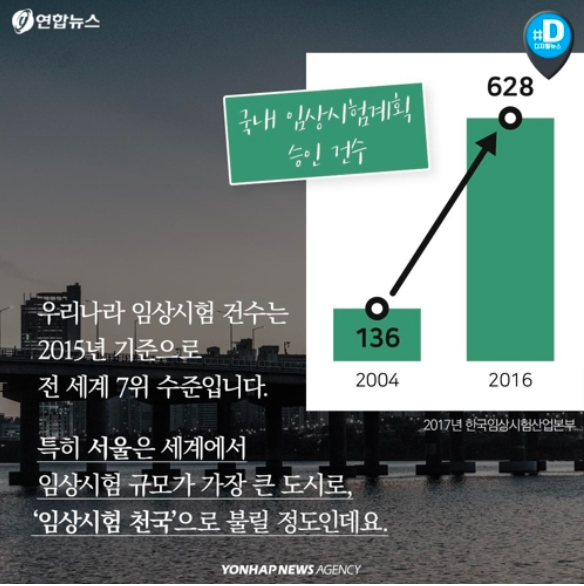 연합뉴스
#D
디지털뉴스
국내 임상시험계획
승인 건수
628
136
2004
2016
2017년 한국임상시험산업본부
우리나라 임상시험 건수는
2015년 기준으로
전 세계 7위 수준입니다.
특히 서울은 세계에서
임상시험 규모가 가장 큰 도시로,
‘임상시험 천국’으로 불릴 정도인데요.
YONHAP NEWS AGENCY